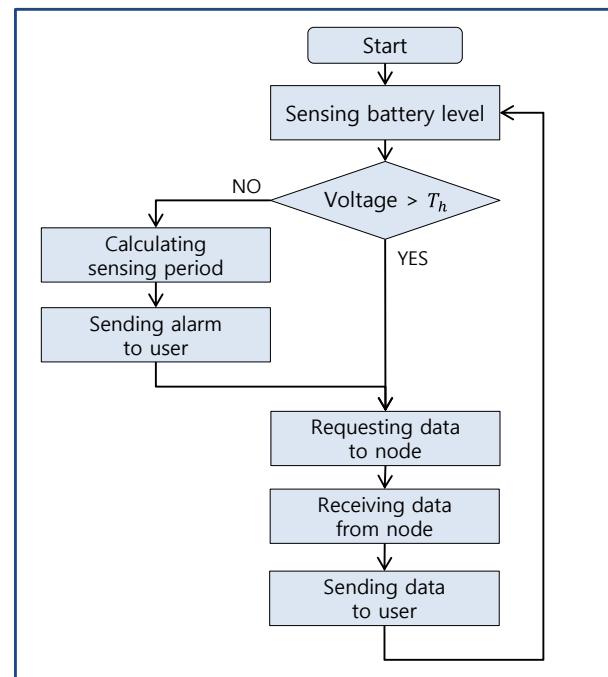 Start
Sensing battery level
Voltage > Tₕ
NO
YES
Calculating
sensing period
Sending alarm
to user
Requesting data
to node
Receiving data
from node
Sending data
to user